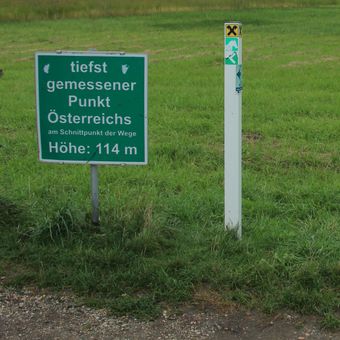 tiefst
gemessener
Punkt
Österreichs
am Schnittpunkt der Wege
Höhe: 114 m